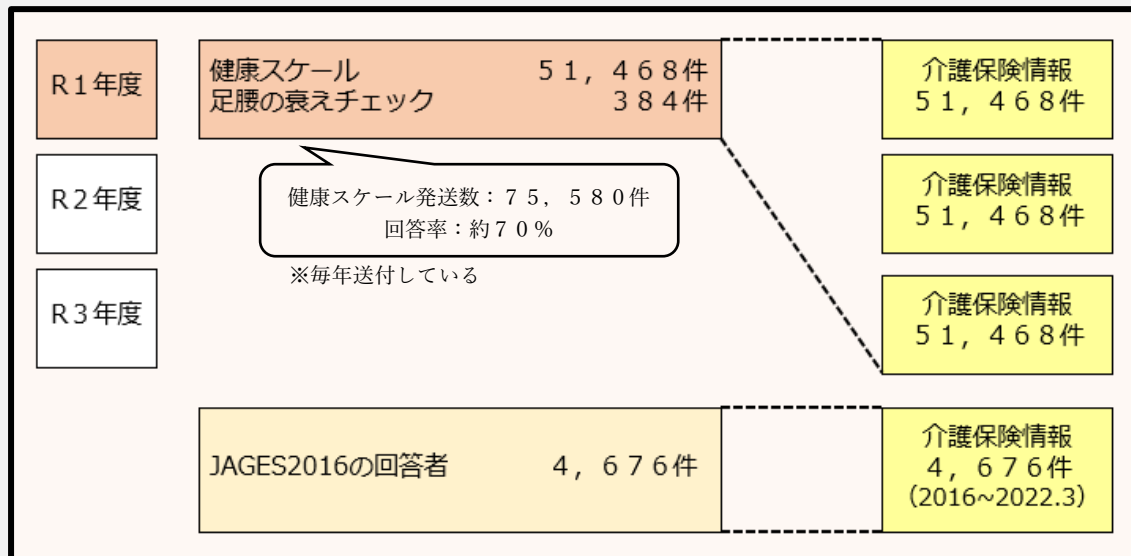 R1年度
健康スケール 51,468件
足腰の衰えチェック 384件
介護保険情報
51,468件
健康スケール発送数：75,580件
回答率：約70％
※毎年送付している
R2年度
介護保険情報
51,468件
R3年度
介護保険情報
51,468件
JAGES2016の回答者 4,676件
介護保険情報
4,676件
(2016~2022.3)